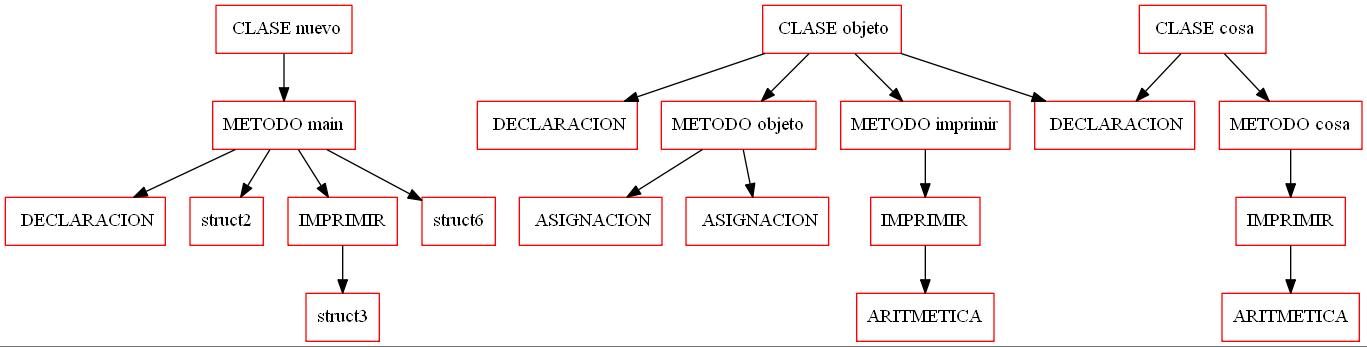 CLASE nuevo
CLASE objeto
CLASE cosa
METODO main
DECLARACION
METODO objeto
METODO imprimir
DECLARACION
METODO cosa
DECLARACION
struct2
IMPRIMIR
struct6
ASIGNACION
ASIGNACION
IMPRIMIR
IMPRIMIR
struct3
ARITMETICA
ARITMETICA